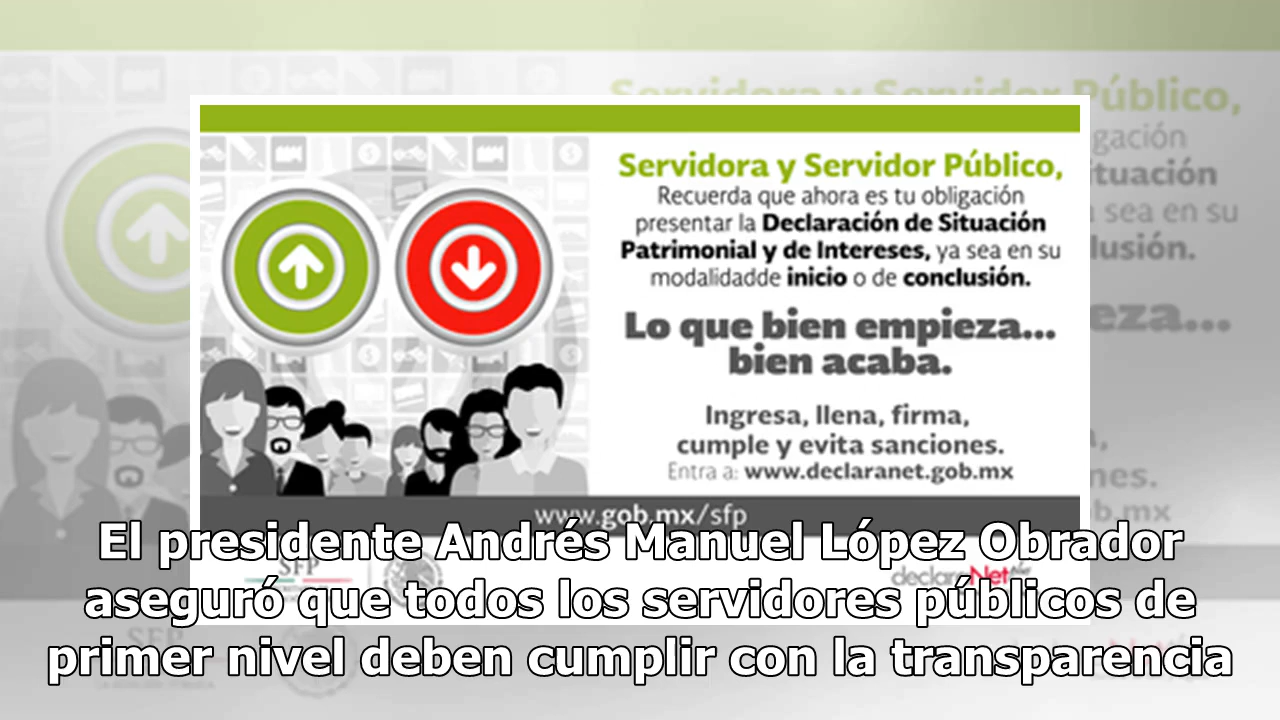 Servidora y Servidor Público,
Recuerda que ahora es tu obligación
presentar la Declaración de Situación
Patrimonial y de Intereses, ya sea en su
modalidadde inicio o de conclusión.
Lo que bien empieza...
bien acaba.
Ingresa, llena, firma,
cumple y evita sanciones.
Entra a: www.declaranet.gob.mx
www.gob.mx/sfp
SFP
declaraNet
El presidente Andrés Manuel López Obrador
aseguró que todos los servidores públicos de
primer nivel deben cumplir con la transparencia